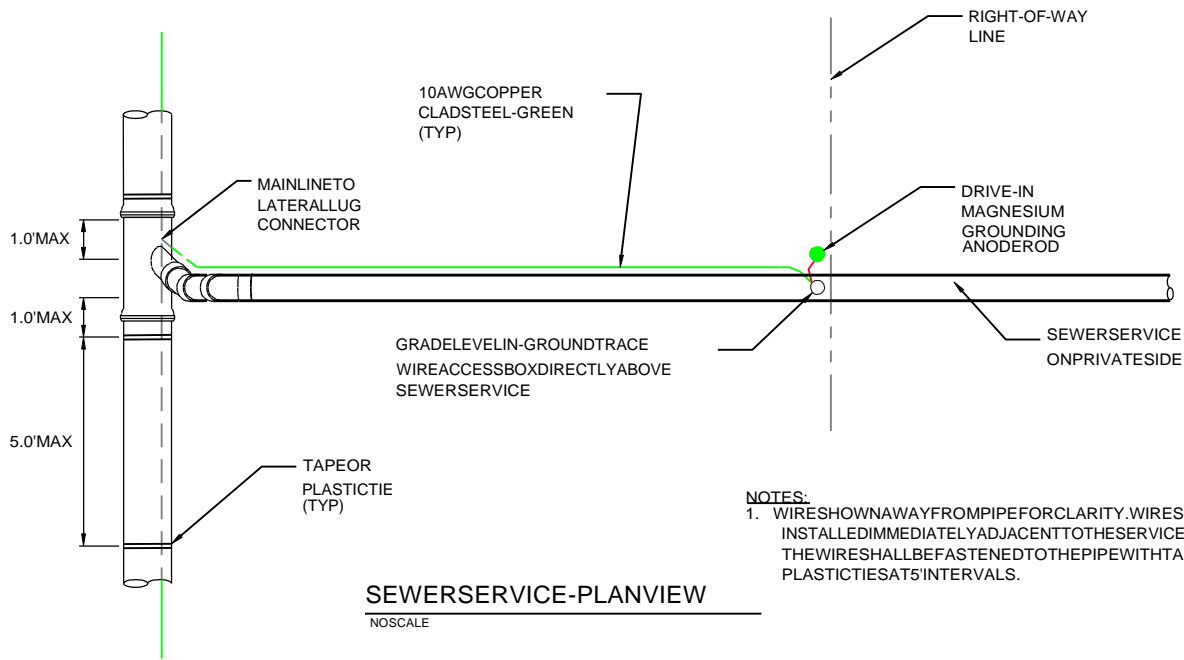 RIGHT-OF-WAY
LINE
10AWGCOPPER
CLADSTEEL-GREEN
(TYP)
MAINLINETO
LATERALLUG
CONNECTOR
DRIVE-IN
MAGNESIUM
GROUNDING
ANODEROD
1.0'MAX
1.0'MAX
GRADELEVELIN-GROUNDTRACE
WIREACCESSBOXDIRECTLYABOVE
SEWERSERVICE
SEWERSERVICE
ONPRIVATESIDE
5.0'MAX
TAPEOR
PLASTICTIE
(TYP)
NOTES:
1. WIRESHOWNAWAYFROMPIPEFORCLARITY.WIRES
INSTALLEDIMMEDIATELYADJACENTTOTHESERVICE
THEWIRESHALLBEFASTENEDTOTHEPIPEWITHTA
PLASTICTIESAT5'INTERVALS.
SEWERSERVICE-PLANVIEW
NOSCALE